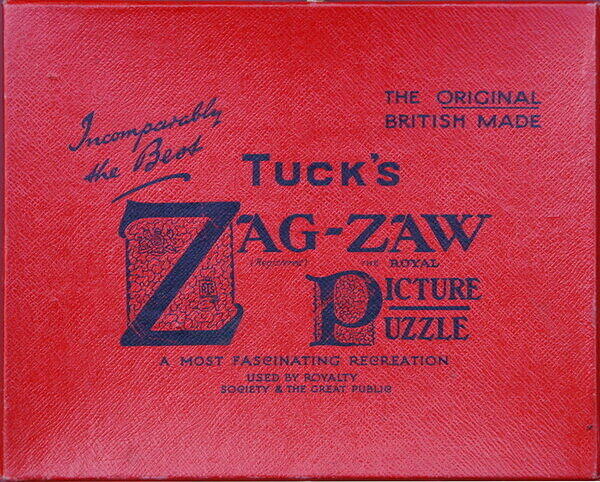 Incomparably
the Best
THE ORIGINAL
BRITISH MADE
TUCK'S
ZAG-ZAW
(Registered) THE ROYAL
PICTURE
PUZZLE
A MOST FASCINATING RECREATION
USED BY ROYALTY
SOCIETY & THE GREAT PUBLIC